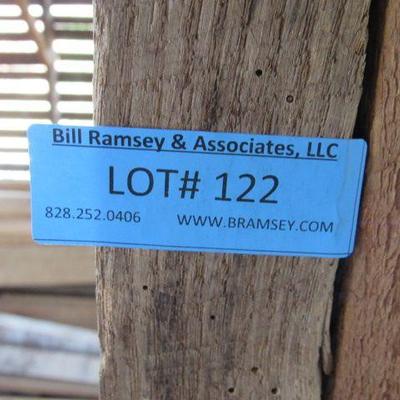 Bill Ramsey & Associates, LLC
LOT# 122
828.252.0406 WWW.BRAMSEY.COM